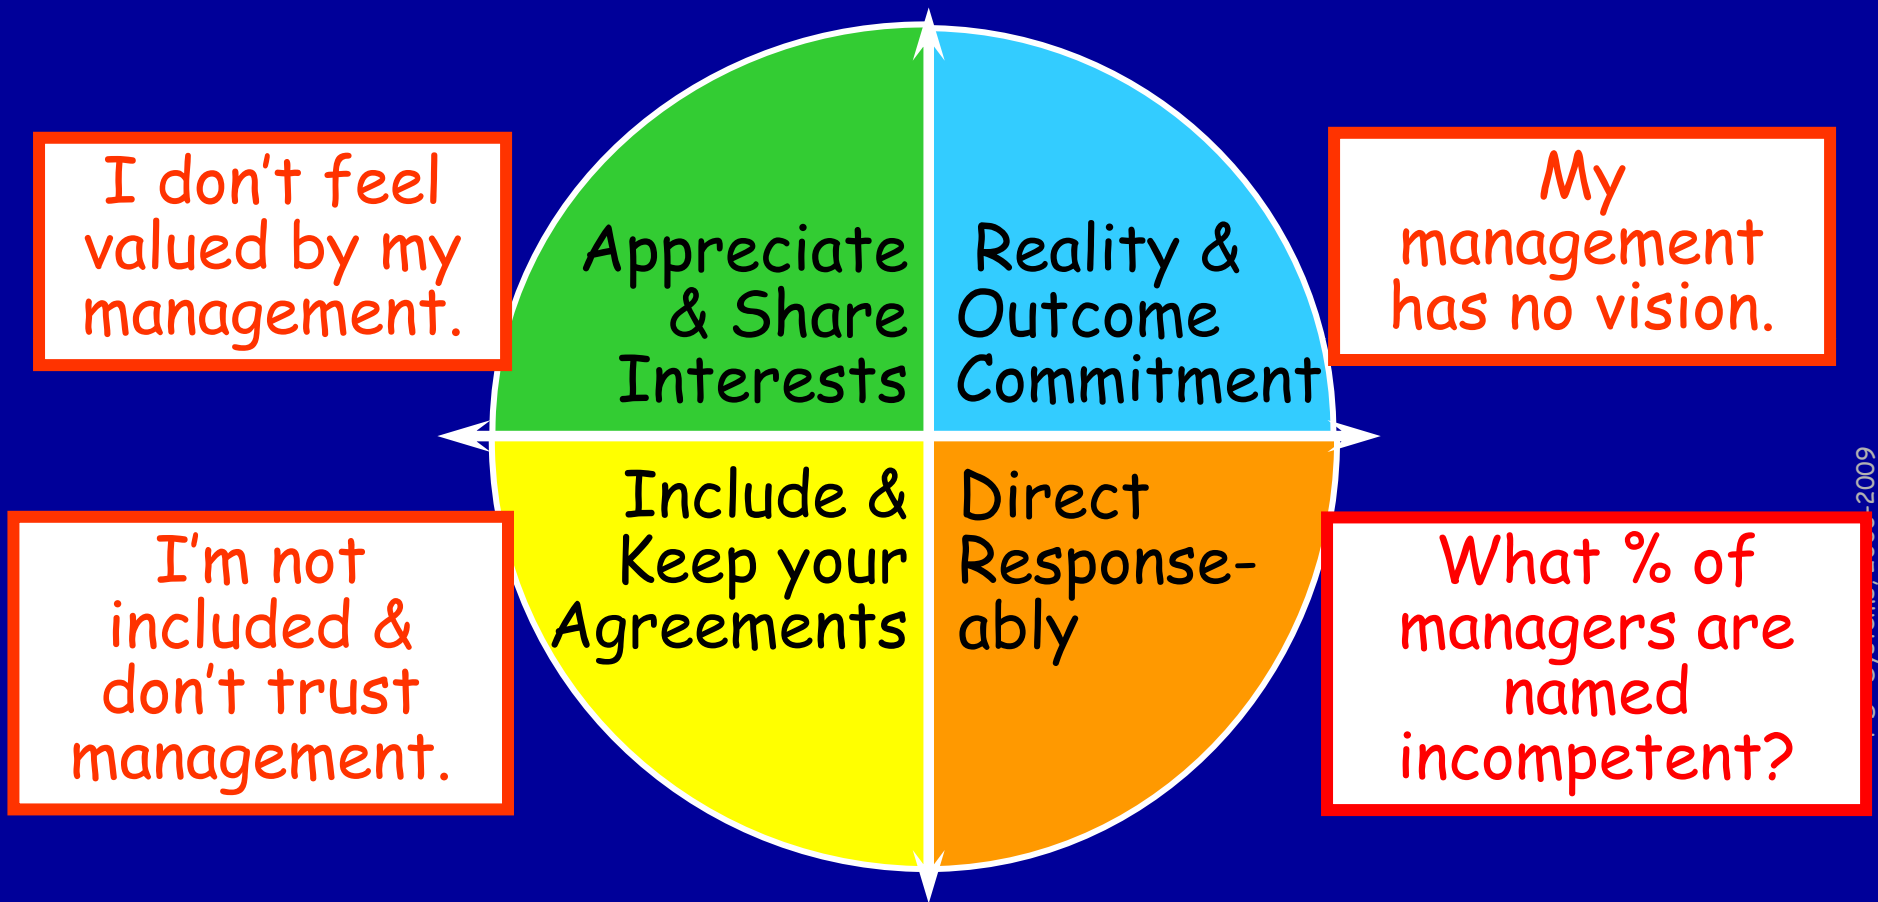 I don't feel
valued by my
management.
Appreciate
& Share
Interests
Reality &
Outcome
Commitment
My
management
has no vision.
I'm not
included &
don't trust
management.
Include &
Keep your
Agreements
Direct
Response-
ably
What % of
managers are
named
incompetent?
-2009